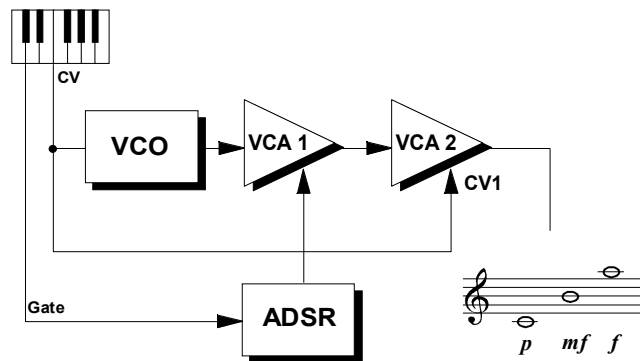 CV
VCO
VCA 1
VCA 2
CV1
Gate
ADSR
p mf f